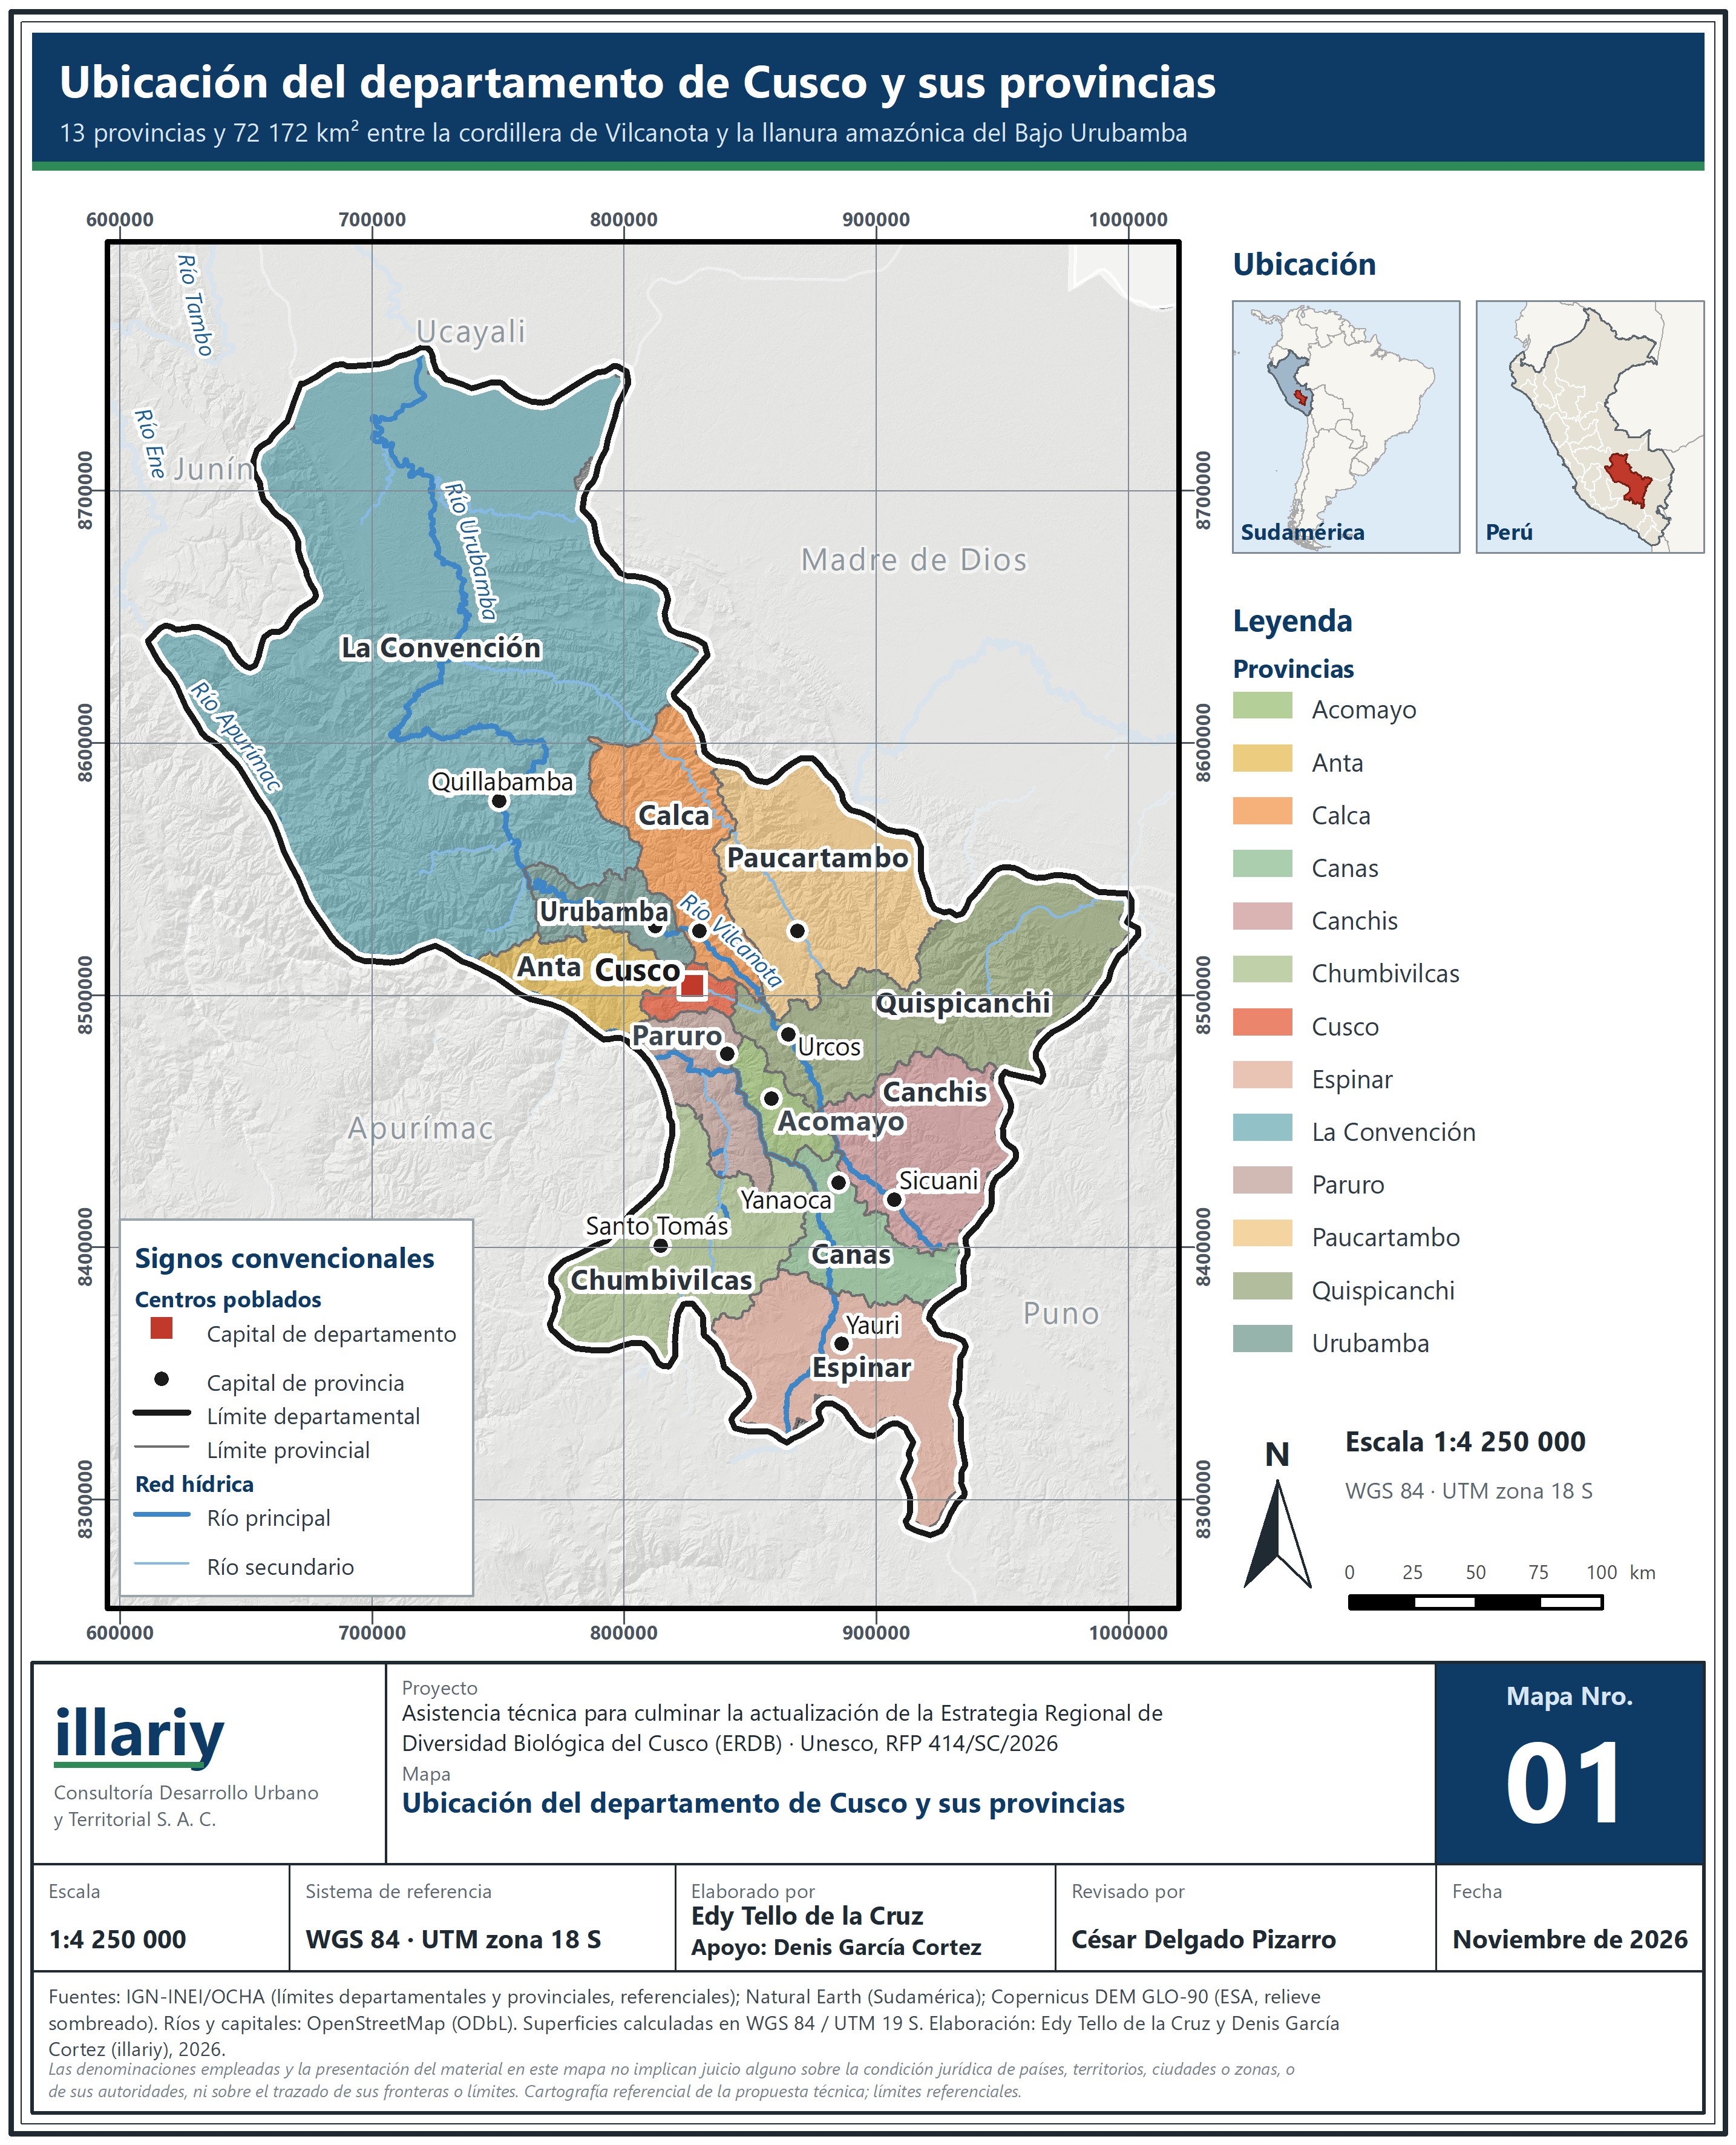 Ubicación del departamento de Cusco y sus provincias
13 provincias y 72 172 km² entre la cordillera de Vilcanota y la llanura amazónica del Bajo Urubamba
600000 700000 800000 900000 1000000
8700000
8600000
8500000
8400000
8300000
Río Tambo
Ucayali
Río Ene
Junín
Río Urubamba
Madre de Dios
La Convención
Río Apurímac
Quillabamba
Calca
Paucartambo
Urubamba
Río Vilcanota
Anta
Cusco
Quispicanchi
Paruro
Urcos
Canchis
Acomayo
Apurímac
Sicuani
Yanaoca
Santo Tomás
Canas
Chumbivilcas
Puno
Yauri
Espinar
8700000
8600000
8500000
8400000
8300000
600000 700000 800000 900000 1000000
Signos convencionales
Centros poblados
Capital de departamento
Capital de provincia
Límite departamental
Límite provincial
Red hídrica
Río principal
Río secundario
Ubicación
Sudamérica
Perú
Leyenda
Provincias
Acomayo
Anta
Calca
Canas
Canchis
Chumbivilcas
Cusco
Espinar
La Convención
Paruro
Paucartambo
Quispicanchi
Urubamba
N
Escala 1:4 250 000
WGS 84 · UTM zona 18 S
0 25 50 75 100 km
illariy
Consultoría Desarrollo Urbano
y Territorial S. A. C.
Proyecto
Asistencia técnica para culminar la actualización de la Estrategia Regional de
Diversidad Biológica del Cusco (ERDB) · Unesco, RFP 414/SC/2026
Mapa
Ubicación del departamento de Cusco y sus provincias
Mapa Nro.
01
Escala
1:4 250 000
Sistema de referencia
WGS 84 · UTM zona 18 S
Elaborado por
Edy Tello de la Cruz
Apoyo: Denis García Cortez
Revisado por
César Delgado Pizarro
Fecha
Noviembre de 2026
Fuentes: IGN-INEI/OCHA (límites departamentales y provinciales, referenciales); Natural Earth (Sudamérica); Copernicus DEM GLO-90 (ESA, relieve
sombreado). Ríos y capitales: OpenStreetMap (ODbL). Superficies calculadas en WGS 84 / UTM 19 S. Elaboración: Edy Tello de la Cruz y Denis García
Cortez (illariy), 2026.
Las denominaciones empleadas y la presentación del material en este mapa no implican juicio alguno sobre la condición jurídica de países, territorios, ciudades o zonas, o
de sus autoridades, ni sobre el trazado de sus fronteras o límites. Cartografía referencial de la propuesta técnica; límites referenciales.